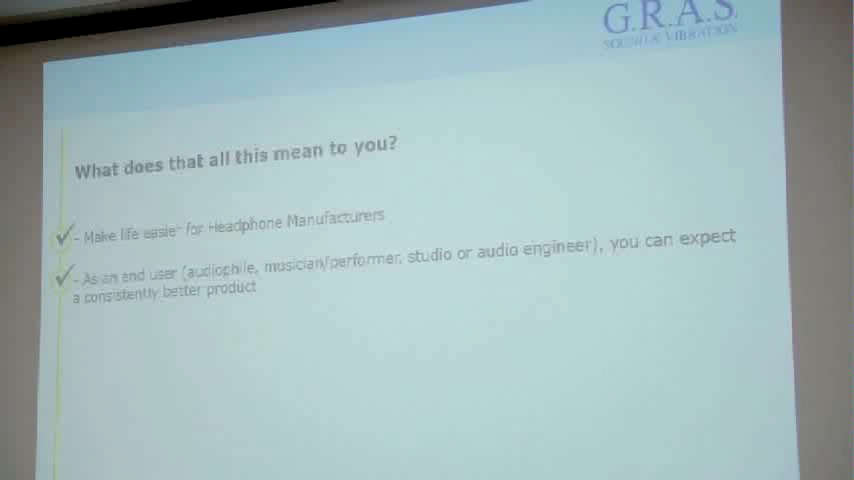 G.R.A.S.
SOUND & VIBRATION
What does that all this mean to you?
- Make life easier for Headphone Manufacturers
- As an end user (audiophile, musician/performer, studio or audio engineer), you can expect
a consistently better product